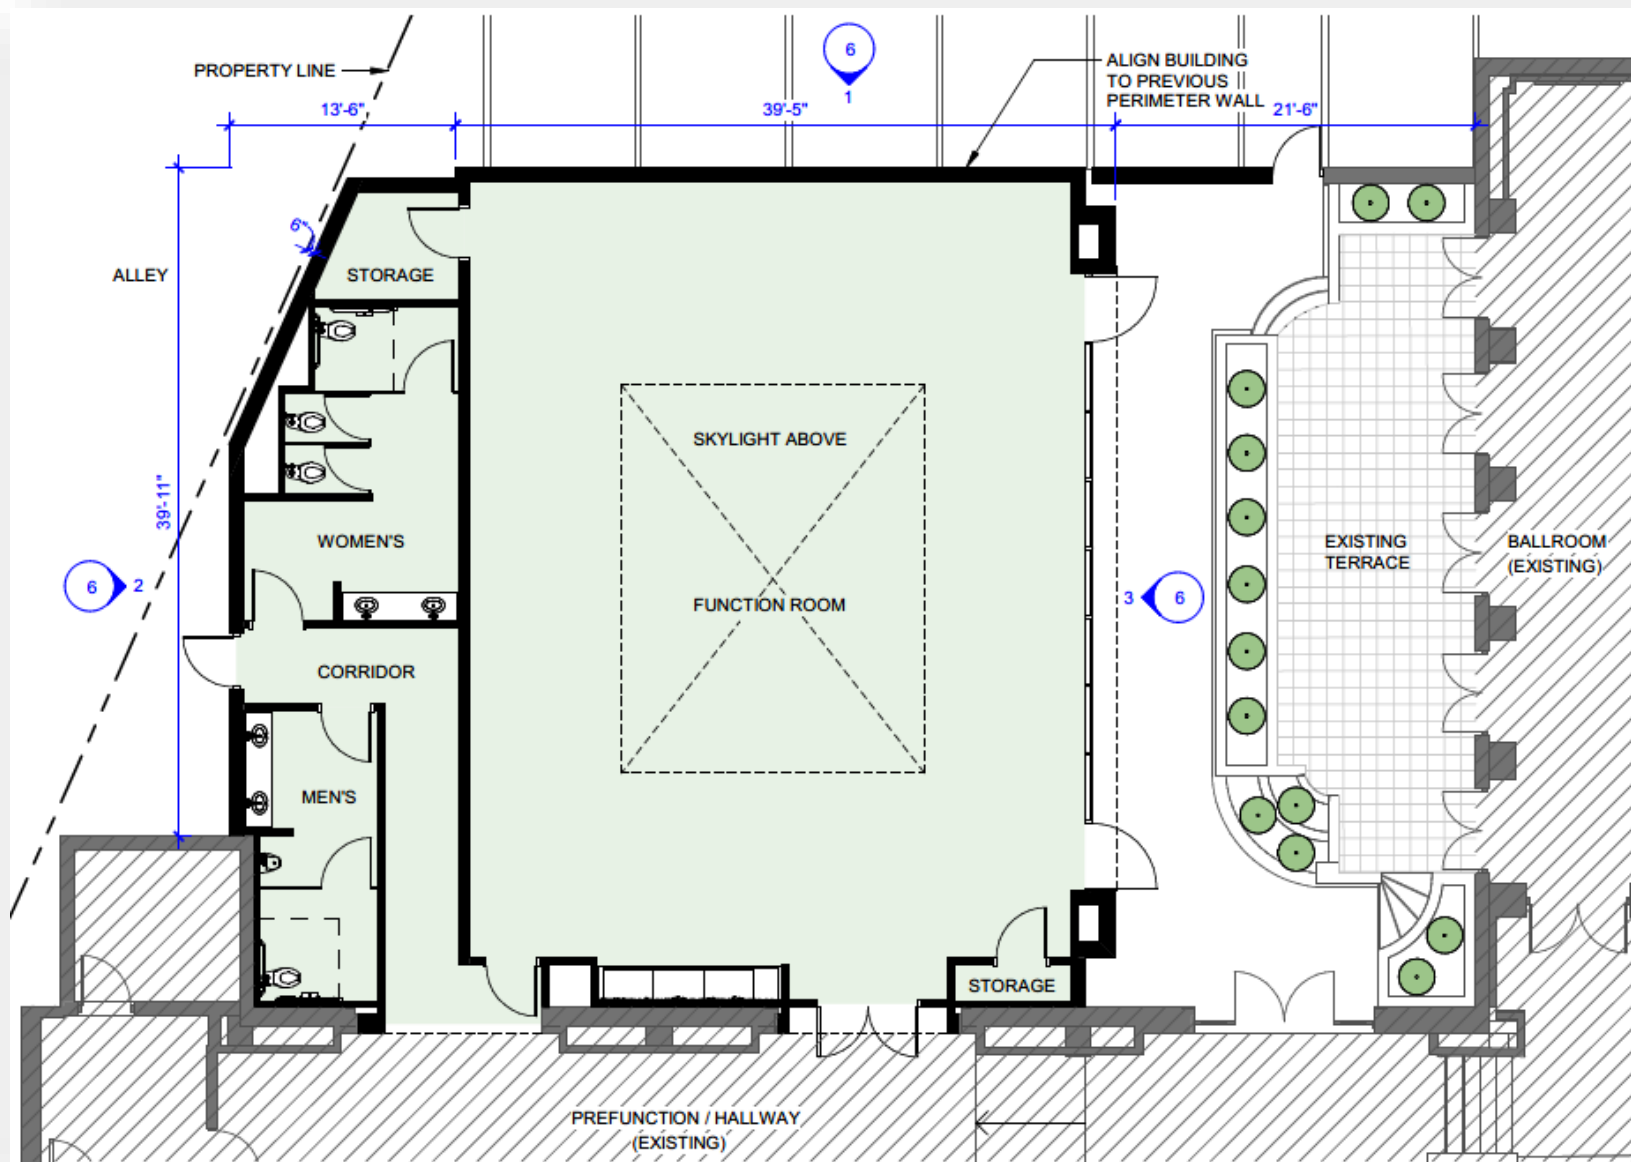 6
PROPERTY LINE
ALIGN BUILDING
TO PREVIOUS
PERIMETER WALL
1
13'-6"
39'-5"
21'-6"
6"
ALLEY
STORAGE
SKYLIGHT ABOVE
39'-11"
WOMEN'S
EXISTING
TERRACE
BALLROOM
(EXISTING)
6
2
3
6
FUNCTION ROOM
CORRIDOR
MEN'S
STORAGE
PREFUNCTION / HALLWAY
(EXISTING)